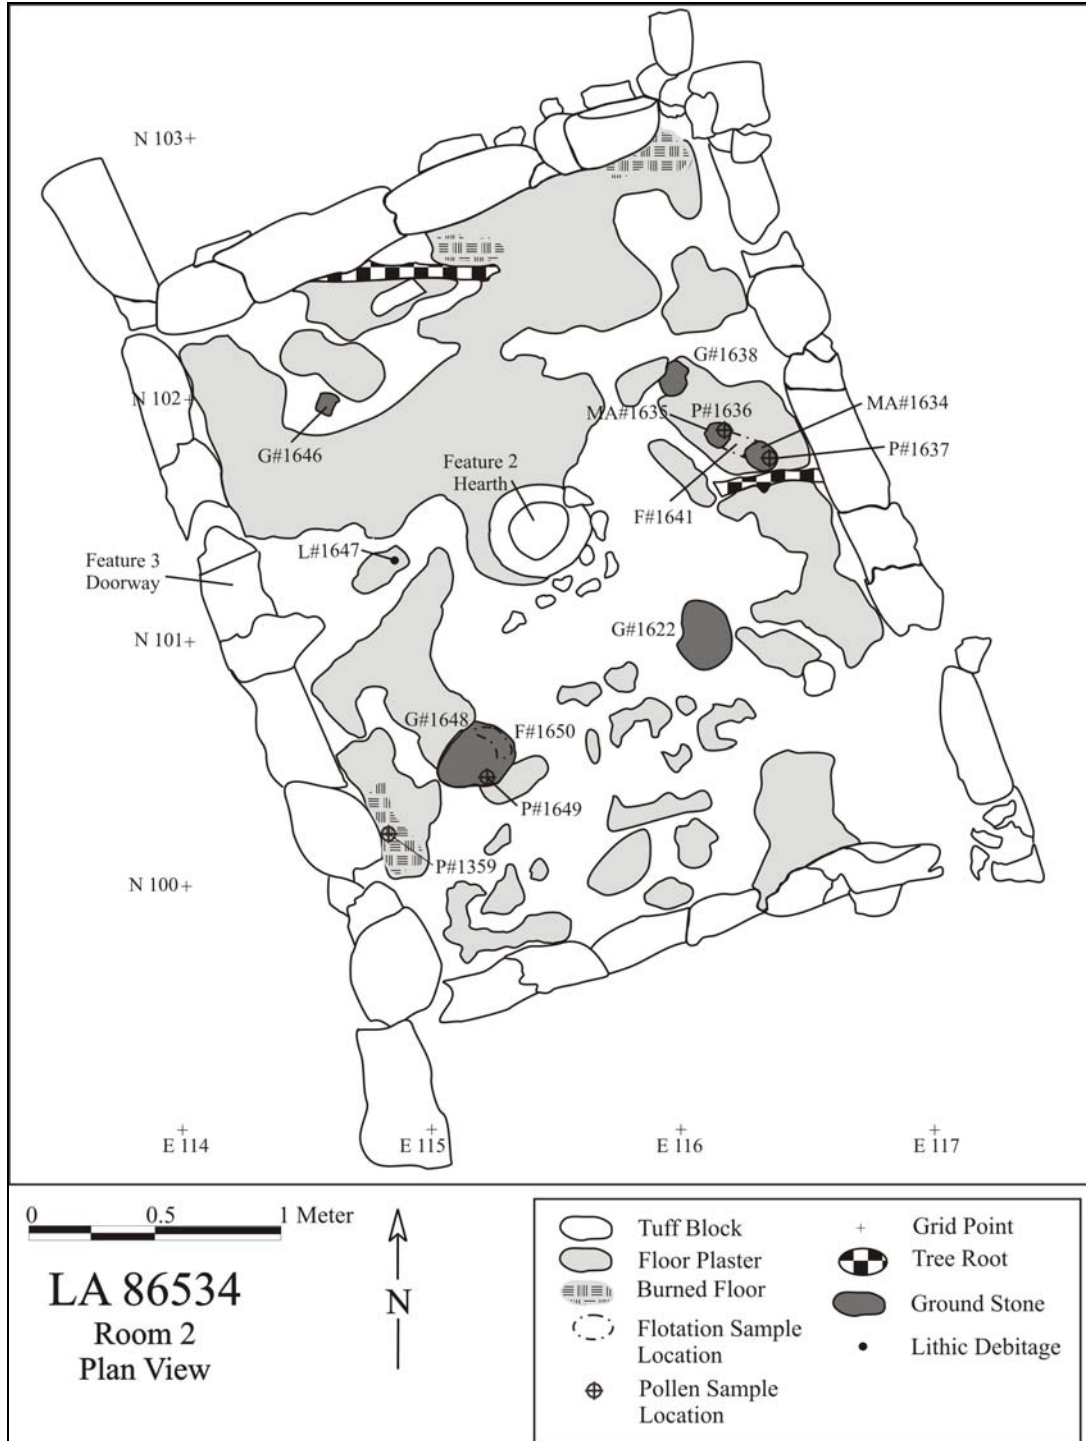 N 103+
G#1638
N 102+
MA#1635
P#1636
MA#1634
G#1646
P#1637
Feature 2
Hearth
F#1641
L#1647
Feature 3
Doorway
N 101+
G#1622
G#1648
F#1650
P#1649
P#1359
N 100+
E 114
E 115
E 116
E 117
0 0.5 1 Meter
LA 86534
Room 2
Plan View
N
Tuff Block
Floor Plaster
Burned Floor
Flotation Sample
Location
Pollen Sample
Location
Grid Point
Tree Root
Ground Stone
Lithic Debitage